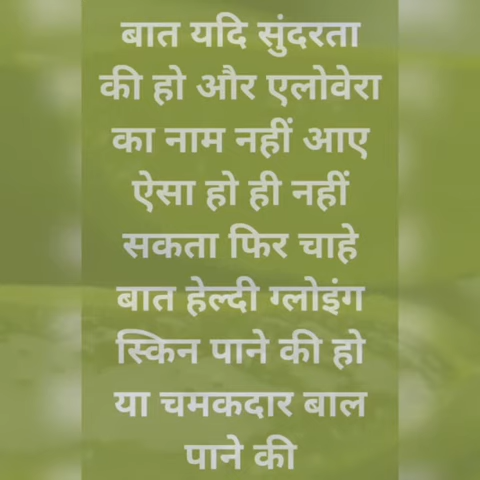 बात यदि सुंदरता
की हो और एलोवेरा
का नाम नहीं आए
ऐसा हो ही नहीं
सकता फिर चाहे
बात हेल्दी ग्लोइंग
स्किन पाने की हो
या चमकदार बाल
पाने की